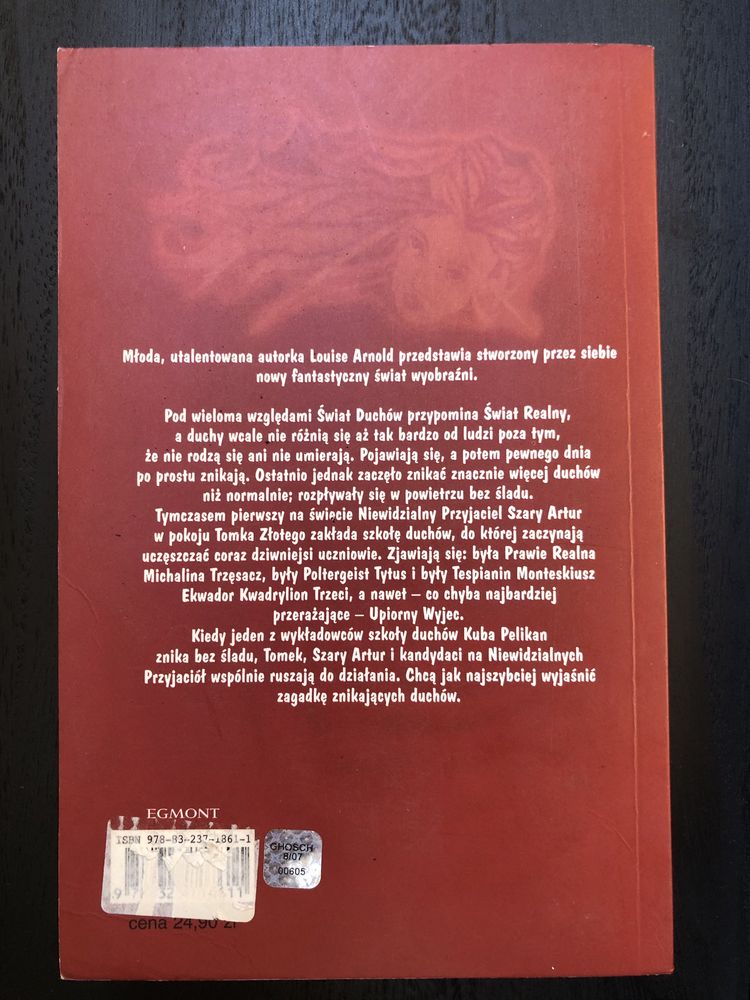 Młoda, utalentowana autorka Louise Arnold przedstawia stworzony przez siebie
nowy fantastyczny świat wyobraźni.
Pod wieloma względami Świat Duchów przypomina Świat Realny,
a duchy wcale nie różnią się aż tak bardzo od ludzi poza tym,
że nie rodzą się ani nie umierają. Pojawiają się, a potem pewnego dnia
po prostu znikają. Ostatnio jednak zaczęło znikać znacznie więcej duchów
niż normalnie; rozpływały się w powietrzu bez śladu.
Tymczasem pierwszy na świecie Niewidzialny Przyjaciel Szary Artur
w pokoju Tomka Złotego zakłada szkołę duchów, do której zaczynają
uczęszczać coraz dziwniejsi uczniowie. Zjawiają się: była Prawie Realna
Michalina Trzęsacz, były Poltergeist Tytus i były Tespianin Monteskiusz
Ekwador Kwadrylion Trzeci, a nawet – co chyba najbardziej
przerażające – Upiorny Wyjec.
Kiedy jeden z wykładowców szkoły duchów Kuba Pelikan
znika bez śladu, Tomek, Szary Artur i kandydaci na Niewidzialnych
Przyjaciół wspólnie ruszają do działania. Chcą jak najszybciej wyjaśnić
zagadkę znikających duchów.
EGMONT
ISBN 978-83-237-1861-1
GHOSCH
8/07
00605
cena 24,90 zł